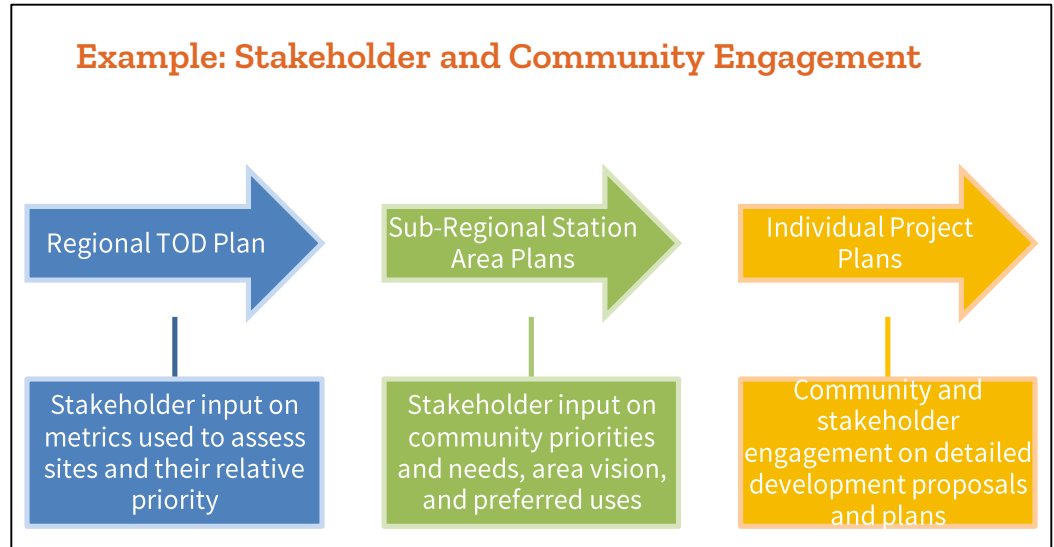 Example: Stakeholder and Community Engagement
Regional TOD Plan
Sub-Regional Station
Area Plans
Individual Project
Plans
Stakeholder input on
metrics used to assess
sites and their relative
priority
Stakeholder input on
community priorities
and needs, area vision,
and preferred uses
Community and
stakeholder
engagement on detailed
development proposals
and plans